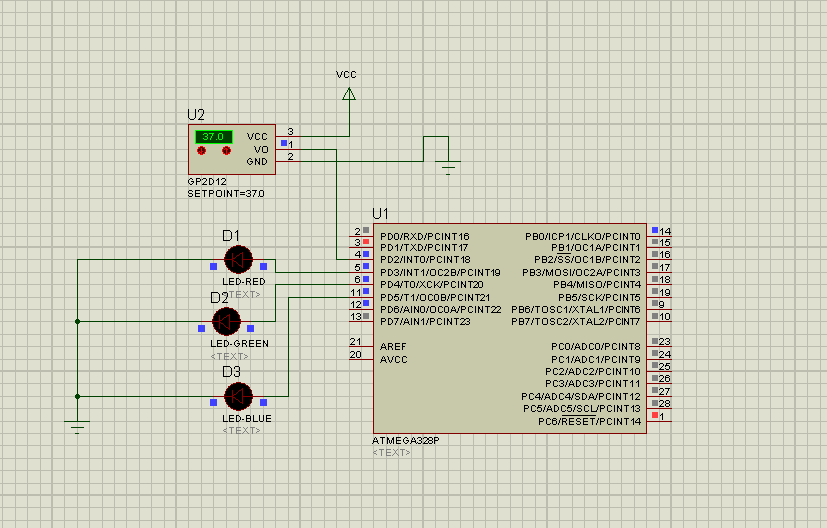 VCC
U2
37.0
VCC 3
VO 1
GND 2
GP2D12
SETPOINT=37.0
U1
2 PD0/RXD/PCINT16
3 PD1/TXD/PCINT17
4 PD2/INT0/PCINT18
5 PD3/INT1/OC2B/PCINT19
6 PD4/T0/XCK/PCINT20
11 PD5/T1/OC0B/PCINT21
12 PD6/AIN0/OC0A/PCINT22
13 PD7/AIN1/PCINT23
21 AREF
20 AVCC
PB0/ICP1/CLKO/PCINT0 14
PB1/OC1A/PCINT1 15
PB2/SS/OC1B/PCINT2 16
PB3/MOSI/OC2A/PCINT3 17
PB4/MISO/PCINT4 18
PB5/SCK/PCINT5 19
PB6/TOSC1/XTAL1/PCINT6 9
PB7/TOSC2/XTAL2/PCINT7 10
PC0/ADC0/PCINT8 23
PC1/ADC1/PCINT9 24
PC2/ADC2/PCINT10 25
PC3/ADC3/PCINT11 26
PC4/ADC4/SDA/PCINT12 27
PC5/ADC5/SCL/PCINT13 28
PC6/RESET/PCINT14 1
ATMEGA328P
<TEXT>
D1
LED-RED
<TEXT>
D2
LED-GREEN
<TEXT>
D3
LED-BLUE
<TEXT>